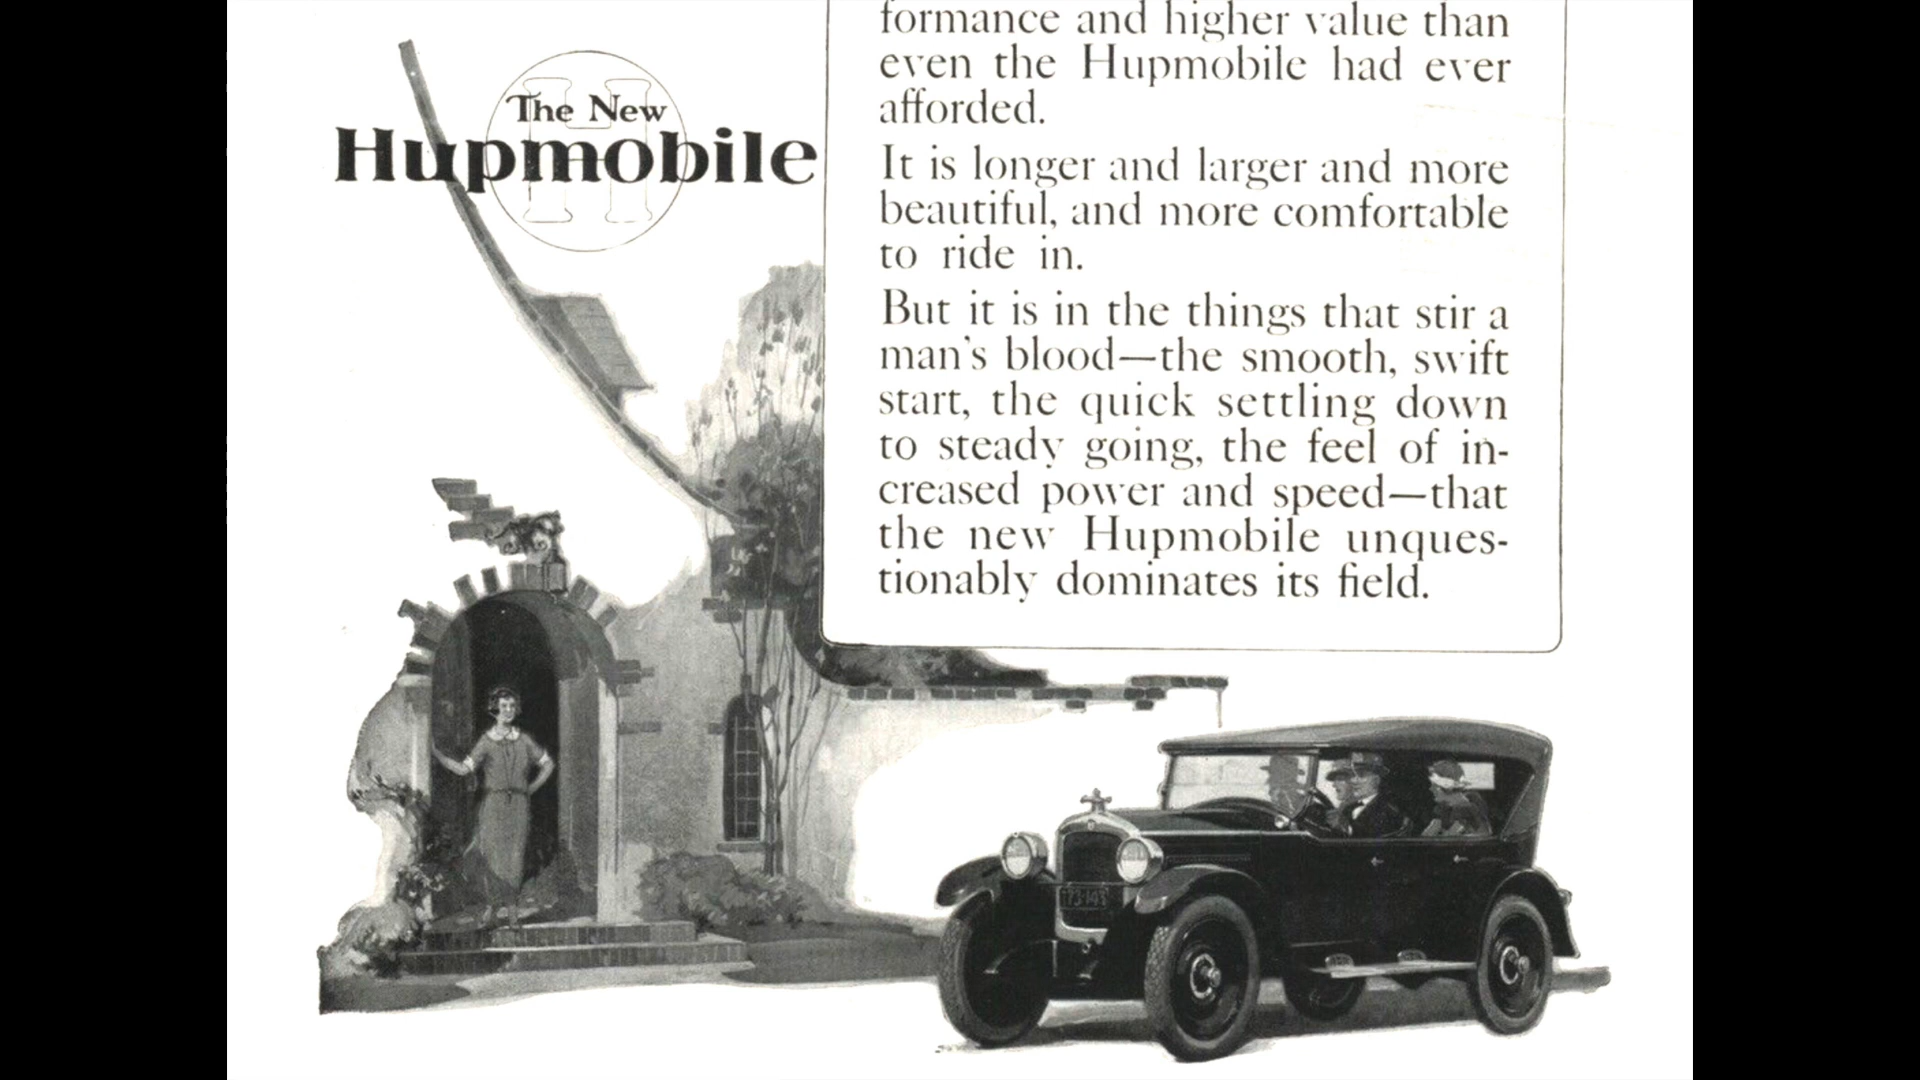 The New
Hupmobile
formance and higher value than
even the Hupmobile had ever
afforded.
It is longer and larger and more
beautiful, and more comfortable
to ride in.
But it is in the things that stir a
man's blood—the smooth, swift
start, the quick settling down
to steady going, the feel of in-
creased power and speed—that
the new Hupmobile unques-
tionably dominates its field.